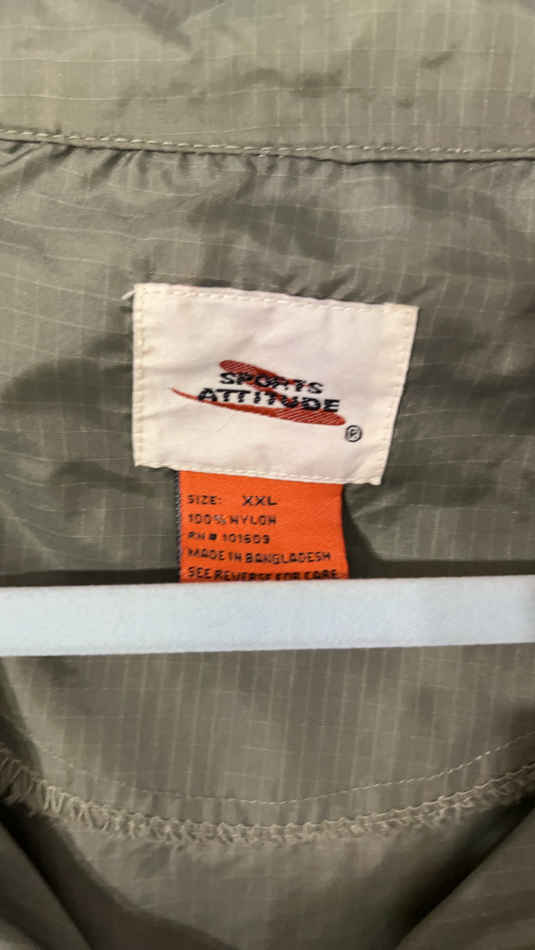 SPORTS
ATTITUDE
®
SIZE: XXL
100% NYLON
RN # 101609
MADE IN BANGLADESH
SEE REVERSE FOR CARE